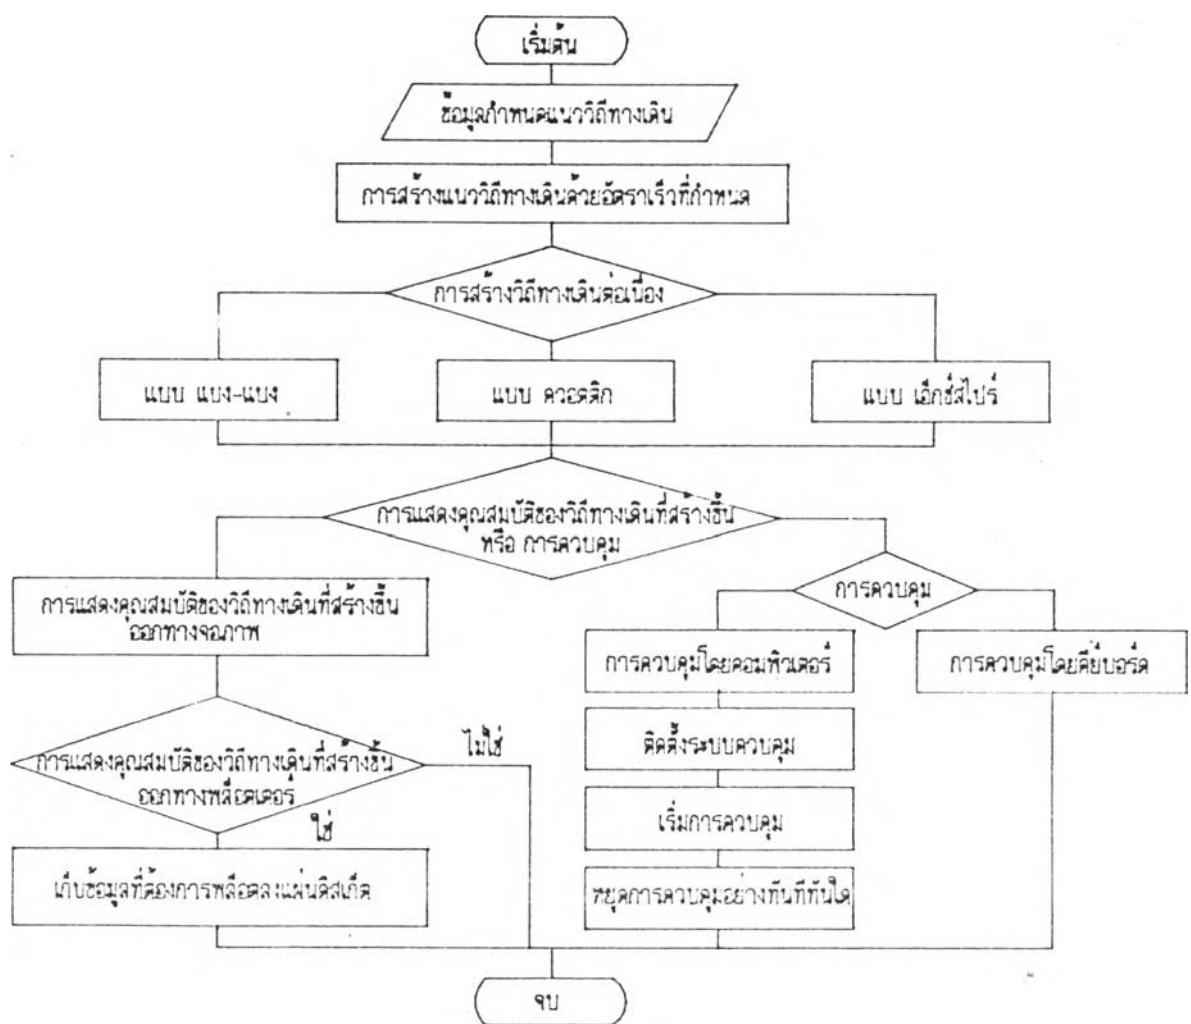 เริ่มต้น
ข้อมูลกำหนดแนววิถีทางเดิน
การสร้างแนววิถีทางเดินด้วยอัตราเร็วที่กำหนด
การสร้างวิถีทางเดินต่อเนื่อง
แบบ แบง-แบง
แบบ ควอตติก
แบบ เอ็กซ์สไปร์
การแสดงคุณสมบัติของวิถีทางเดินที่สร้างขึ้น
หรือ การควบคุม
การควบคุม
การแสดงคุณสมบัติของวิถีทางเดินที่สร้างขึ้น
ออกทางจอภาพ
การควบคุมโดยคอมพิวเตอร์
การควบคุมโดยคีย์บอร์ด
การแสดงคุณสมบัติของวิถีทางเดินที่สร้างขึ้น
ออกทางพล็อตเตอร์
ไม่ใช่
ติดตั้งระบบควบคุม
ใช่
เริ่มการควบคุม
เก็บข้อมูลที่ต้องการพล็อตลงแผ่นดิสเก็ต
หยุดการควบคุมอย่างทันทีทันใด
จบ